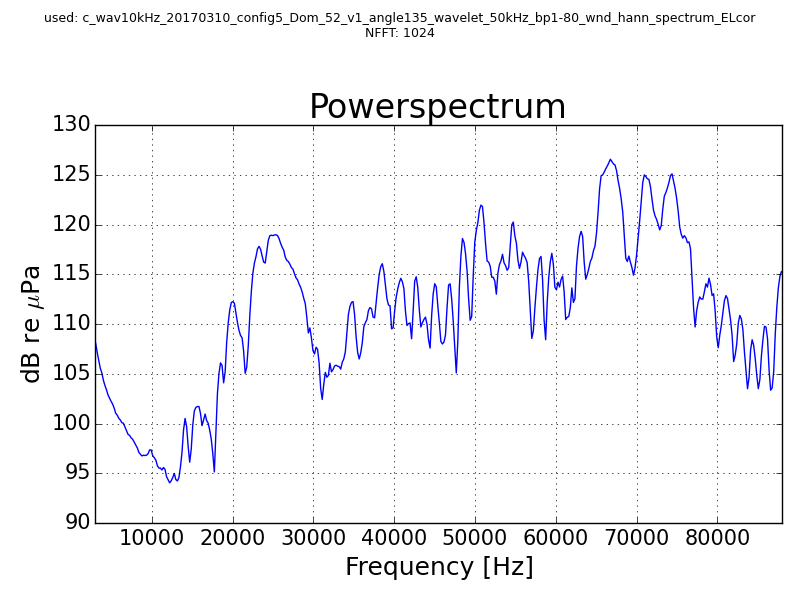 used: c_wav10kHz_20170310_config5_Dom_52_v1_angle135_wavelet_50kHz_bp1-80_wnd_hann_spectrum_ELcor
NFFT: 1024
Powerspectrum
130
125
120
115
110
105
100
95
90
dB re μPa
10000 20000 30000 40000 50000 60000 70000 80000
Frequency [Hz]